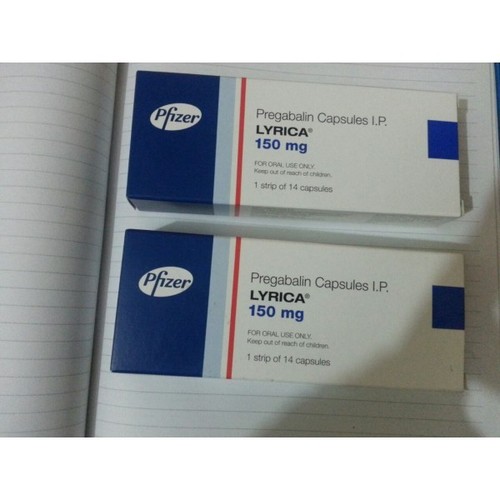 Pfizer
Pregabalin Capsules I.P.
LYRICA®
150 mg
FOR ORAL USE ONLY.
Keep out of reach of children.
1 strip of 14 capsules
Pfizer
Pregabalin Capsules I.P.
LYRICA®
150 mg
FOR ORAL USE ONLY.
Keep out of reach of children.
1 strip of 14 capsules